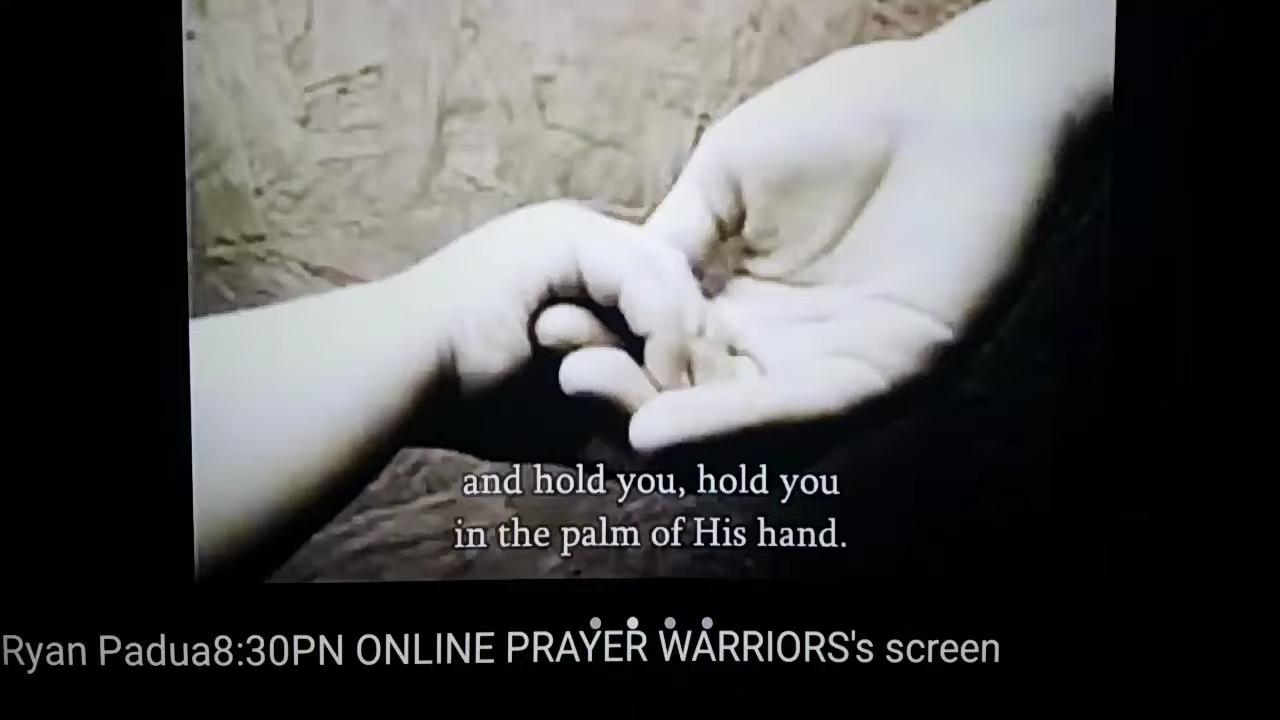 and hold you, hold you
in the palm of His hand.
Ryan Padua8:30PN ONLINE PRAYER WARRIORS's screen